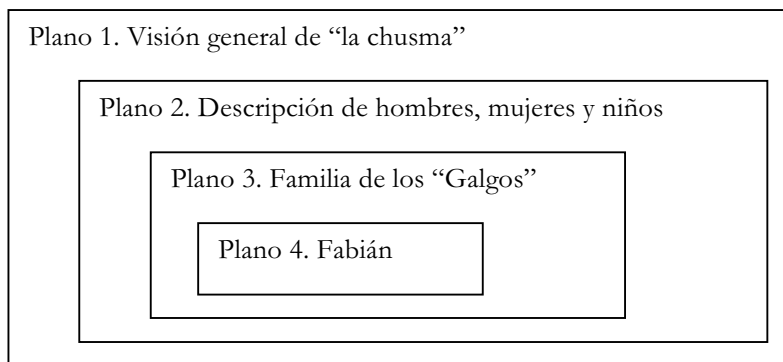 Plano 1. Visión general de “la chusma”
Plano 2. Descripción de hombres, mujeres y niños
Plano 3. Familia de los “Galgos”
Plano 4. Fabián